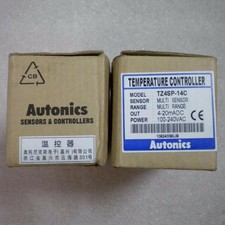 CB
Autonics
SENSORS & CONTROLLERS
温控器
TEMPERATURE CONTROLLER
MODEL TZ4SP-14C
SENSOR MULTI SENSOR
RANGE MULTI RANGE
OUT 4-20mADC
POWER 100-240VAC
Autonics